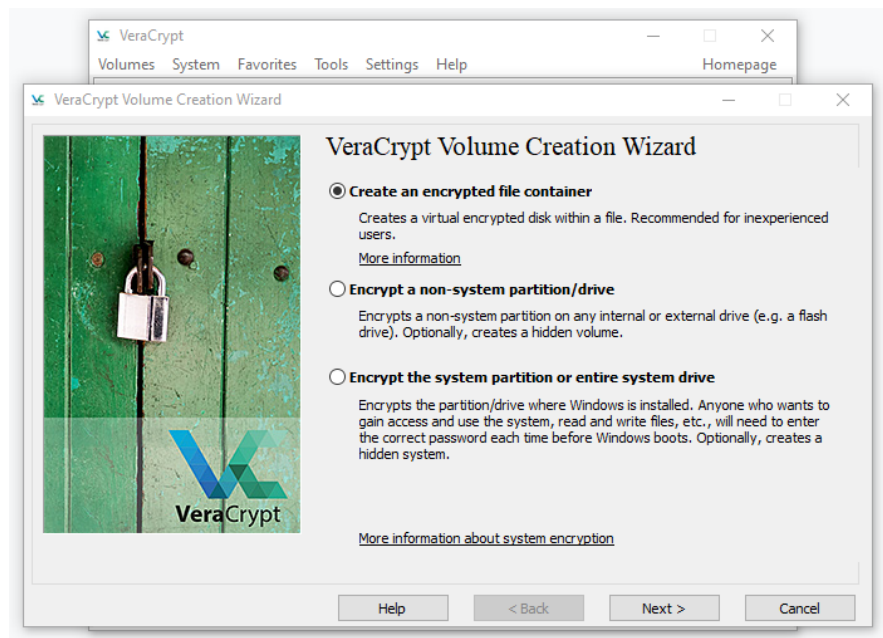 VeraCrypt
Volumes System Favorites Tools Settings Help Homepage
VeraCrypt Volume Creation Wizard
VeraCrypt Volume Creation Wizard
Create an encrypted file container
Creates a virtual encrypted disk within a file. Recommended for inexperienced
users.
More information
Encrypt a non-system partition/drive
Encrypts a non-system partition on any internal or external drive (e.g. a flash
drive). Optionally, creates a hidden volume.
Encrypt the system partition or entire system drive
Encrypts the partition/drive where Windows is installed. Anyone who wants to
gain access and use the system, read and write files, etc., will need to enter
the correct password each time before Windows boots. Optionally, creates a
hidden system.
VeraCrypt
More information about system encryption
Help < Back Next > Cancel